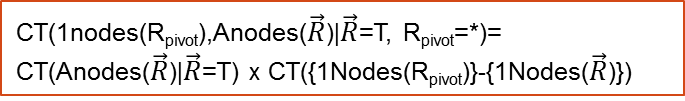 CT(1nodes(R_pivot),Anodes(R⃗)|R⃗=T, R_pivot=*)=
CT(Anodes(R⃗)|R⃗=T) x CT({1Nodes(R_pivot)}-{1Nodes(R⃗)})